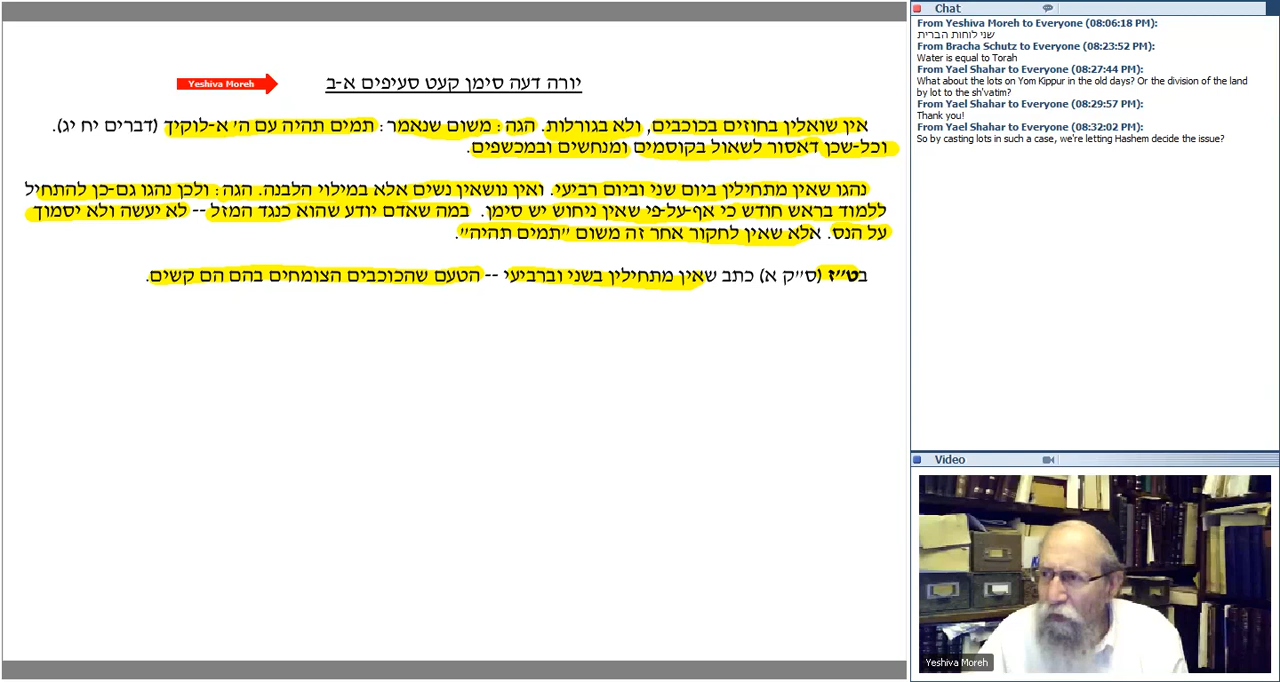 יורה דעה סימן קעט סעיפים א-ב
Yeshiva Moreh
אין שואלין בחוזים בכוכבים, ולא בגורלות. הגה: משום שנאמר: תמים תהיה עם ה' א-לוקיך (דברים יח יג).
וכל-שכן דאסור לשאול בקוסמים ומנחשים ובמכשפים.
נהגו שאין מתחילין ביום שני וביום רביעי. ואין נושאין נשים אלא במילוי הלבנה. הגה: ולכן נהגו גם-כן להתחיל
ללמוד בראש חודש כי אף-על-פי שאין ניחוש יש סימן. במה שאדם יודע שהוא כנגד המזל -- לא יעשה ולא יסמוך
על הנס. אלא שאין לחקור אחר זה משום "תמים תהיה".
בט"ז (ס"ק א) כתב שאין מתחילין בשני וברביעי -- הטעם שהכוכבים הצומחים בהם הם קשים.
Chat
From Yeshiva Moreh to Everyone (08:06:18 PM):
שני לוחות הברית
From Bracha Schutz to Everyone (08:23:52 PM):
Water is equal to Torah
From Yael Shahar to Everyone (08:27:44 PM):
What about the lots on Yom Kippur in the old days? Or the division of the land
by lot to the sh'vatim?
From Yael Shahar to Everyone (08:29:57 PM):
Thank you!
From Yael Shahar to Everyone (08:32:02 PM):
So by casting lots in such a case, we're letting Hashem decide the issue?
Video
Yeshiva Moreh